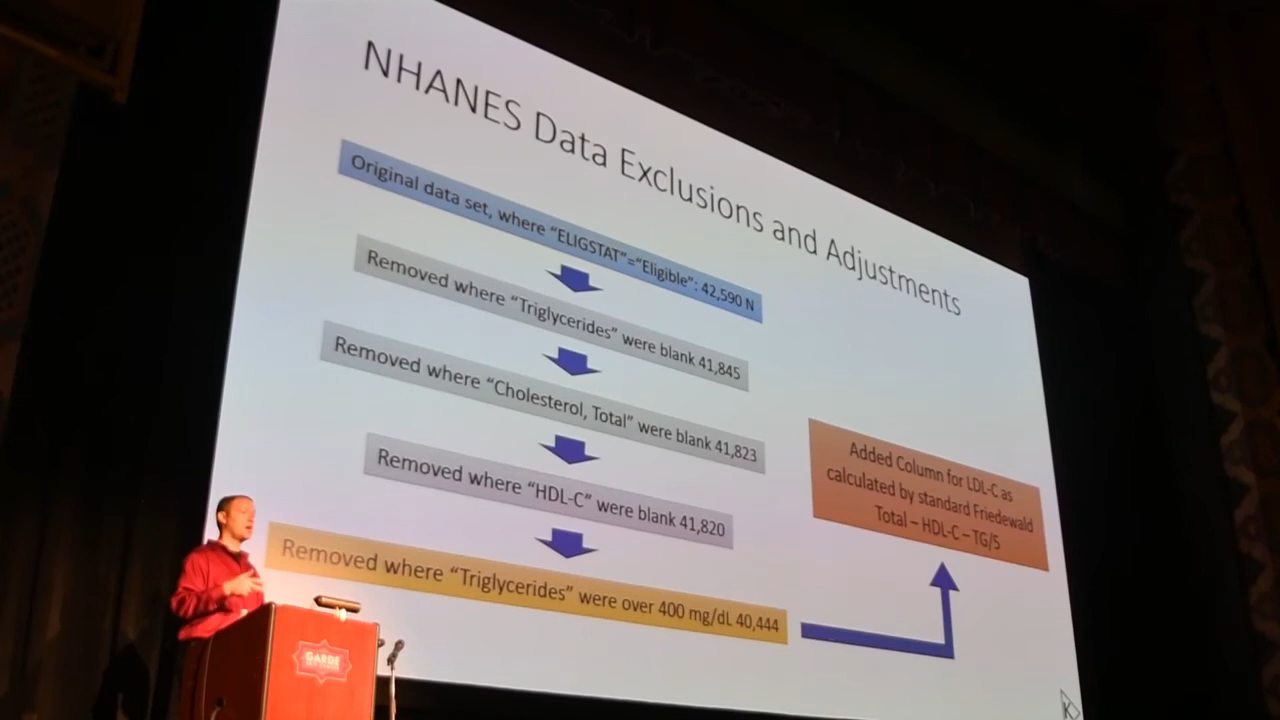 NHANES Data Exclusions and Adjustments
Original data set, where “ELIGSTAT”=“Eligible”: 42,590 N
Removed where “Triglycerides” were blank 41,845
Removed where “Cholesterol, Total” were blank 41,823
Removed where “HDL-C” were blank 41,820
Removed where “Triglycerides” were over 400 mg/dL 40,444
Added Column for LDL-C as
calculated by standard Friedewald
Total – HDL-C – TG/5
GARDE